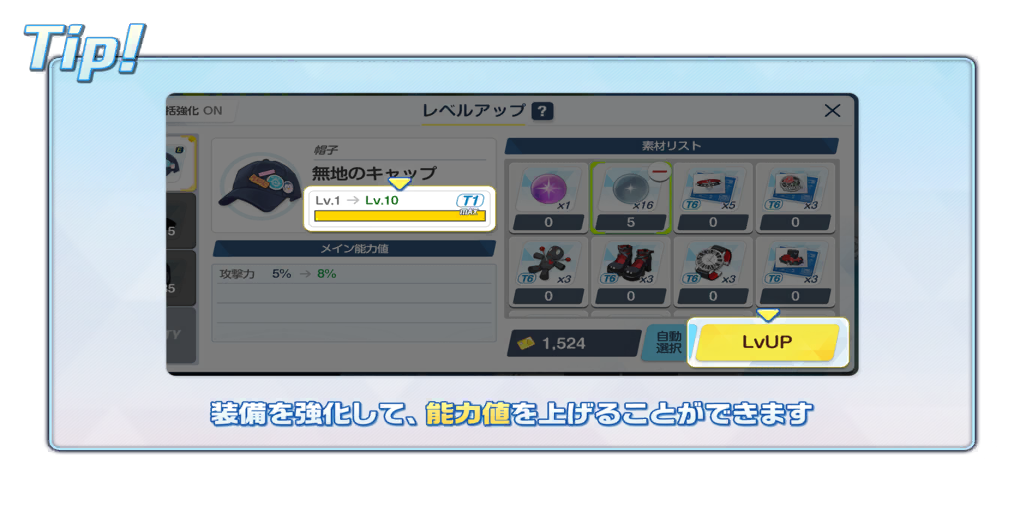 Tip!
括強化 ON
レベルアップ ?
帽子
無地のキャップ
Lv.1 → Lv.10 T1
MAX
メイン能力値
攻撃力 5% → 8%
素材リスト
x1
x16
T6 x5
T6 x3
0
5
0
0
T6 x3
T6 x3
T6 x3
T6 x3
0
0
0
0
1,524
自動
選択
LvUP
装備を強化して、能力値を上げることができます